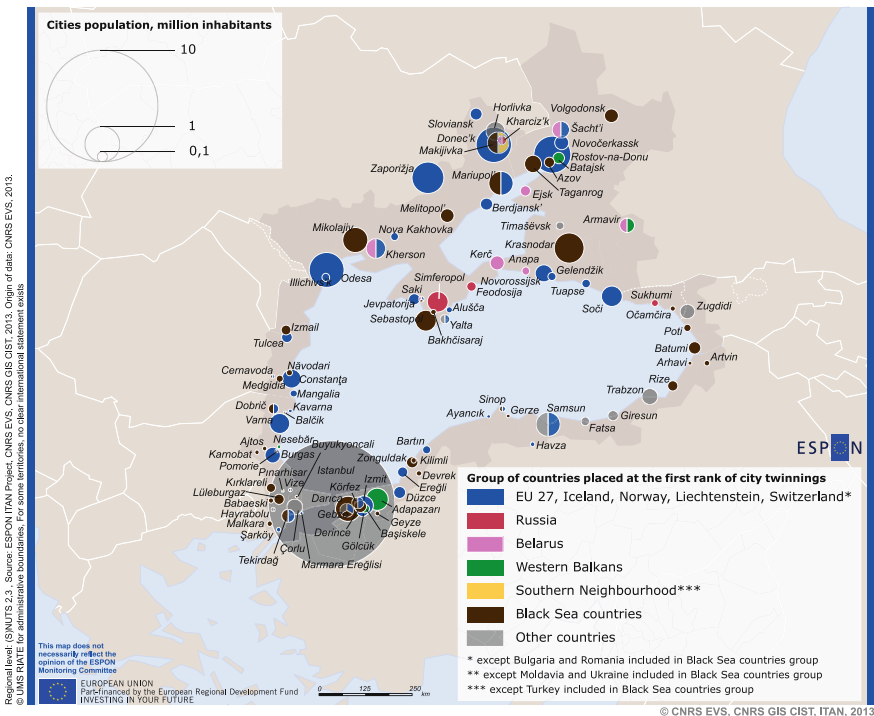 Cities population, million inhabitants
10
1
0,1
Horlivka
Volgodonsk
Sloviansk
Kharciz'k
Donec'k
Šacht'i
Makijivka
Novočerkassk
Rostov-na-Donu
Zaporižja
Mariupol'
Batajsk
Azov
Taganrog
Ejsk
Melitopol'
Berdjansk'
Mikolajiv
Nova Kakhovka
Timaševsk
Armavir
Kherson
Krasnodar
Kerč
Anapa
Simferopol
Illichivs'k
Odesa
Novorossijsk
Gelendžik
Saki
Feodosija
Tuapse
Sukhumi
Jevpatorija
Alušča
Soči
Očamčira
Zugdidi
Sebastopol
Yalta
Izmail
Bakhčisaraj
Poti
Tulcea
Batumi
Artvin
Cernavoda
Năvodari
Arhavi
Medgidia
Constanţa
Rize
Mangalia
Trabzon
Dobrič
Kavarna
Sinop
Samsun
Varna
Balčik
Ayancık
Gerze
Giresun
Fatsa
Ajtos
Nesebăr
Buyukyoncali
Bartın
Havza
Karnobat
Burgas
Zonguldak
Kilimli
Pomorie
Istanbul
Pınarhisar
Izmit
Devrek
Kırklareli
Vize
Körfez
Ereğli
Lüleburgaz
Darıca
Düzce
Babaeski
Gebze
Adapazarı
Hayrabolu
Geyze
Malkara
Derince
Başiskele
Şarköy
Çorlu
Gölcük
Tekirdağ
Marmara Ereğlisi
ESPON
Group of countries placed at the first rank of city twinnings
EU 27, Iceland, Norway, Liechtenstein, Switzerland*
Russia
Belarus
Western Balkans
Southern Neighbourhood***
Black Sea countries
Other countries
* except Bulgaria and Romania included in Black Sea countries group
** except Moldavia and Ukraine included in Black Sea countries group
*** except Turkey included in Black Sea countries group
This map does not
necessarily reflect the
opinion of the ESPON
Monitoring Committee
EUROPEAN UNION
Part-financed by the European Regional Development Fund
INVESTING IN YOUR FUTURE
0 125 250
km
© CNRS EVS, CNRS GIS CIST, ITAN, 2013
Regional level: (S)NUTS 2,3 , Source: ESPON ITAN Project, CNRS EVS, CNRS GIS CIST, 2013. Origin of data: CNRS EVS, 2013.
© UMS RIATE for administrative boundaries. For some territories, no clear international statement exists